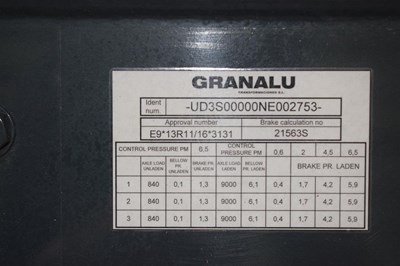 GRANALU
TRANSFORMACIONES S.L.
Ident num. -UD3S00000NE002753-
Approval number Brake calculation no
E9*13R11/16*3131 21563S
CONTROL PRESSURE PM 6,5 CONTROL PRESSURE PM 0,6 2 4,5 6,5
AXLE LOAD UNLADEN BELLOW PR. UNLADEN BRAKE PR. UNLADEN AXLE LOAD LADEN BELLOW PR. LADEN BRAKE PR. LADEN
1 840 0,1 1,3 9000 6,1 0,4 1,7 4,2 5,9
2 840 0,1 1,3 9000 6,1 0,4 1,7 4,2 5,9
3 840 0,1 1,3 9000 6,1 0,4 1,7 4,2 5,9